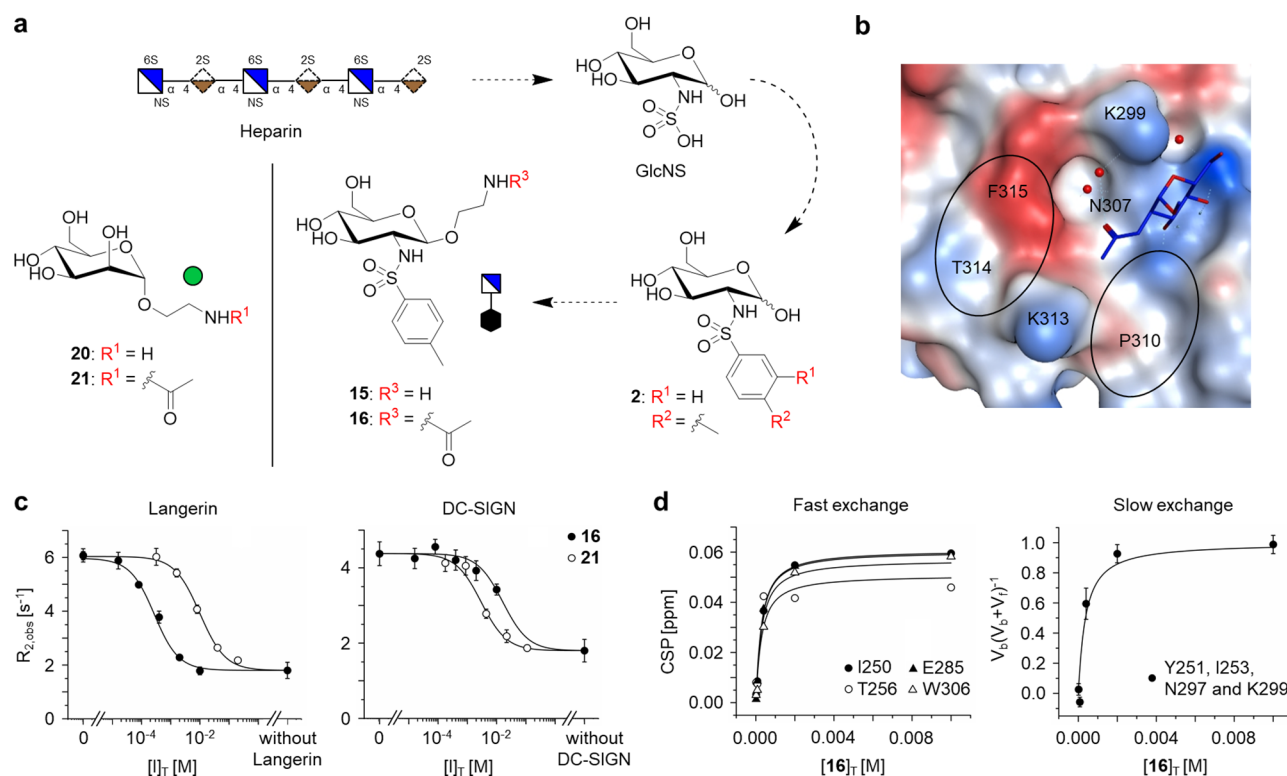 a
6S 2S 6S 2S 6S 2S
α 4 α 4 α 4 α 4 α 4
NS NS NS
Heparin
OH
HO
HO
O
NH
OH
O
S
O
OH
GlcNS
OH
OH
HO
HO
O
O
NHR¹
20: R¹ = H
21: R¹ =
O
OH
HO
HO
O
O
NHR³
NH
O
S
O
15: R³ = H
16: R³ =
O
OH
HO
HO
O
NH
OH
O
S
O
R¹
R²
2: R¹ = H
R² =
b
K299
F315
N307
T314
K313
P310
c
Langerin
R2,obs [s⁻¹]
6
4
2
0
0 10⁻⁴ 10⁻² without
Langerin
[I]T [M]
DC-SIGN
16
21
6
4
2
0
0 10⁻⁴ 10⁻² without
DC-SIGN
[I]T [M]
d
Fast exchange
CSP [ppm]
0.06
0.04
0.02
0.00
I250 E285
T256 W306
0.000 0.004 0.008
[16]T [M]
Slow exchange
Vb(Vb+Vf)⁻¹
1.0
0.8
0.6
0.4
0.2
0.0
Y251, I253,
N297 and K299
0.000 0.004 0.008
[16]T [M]